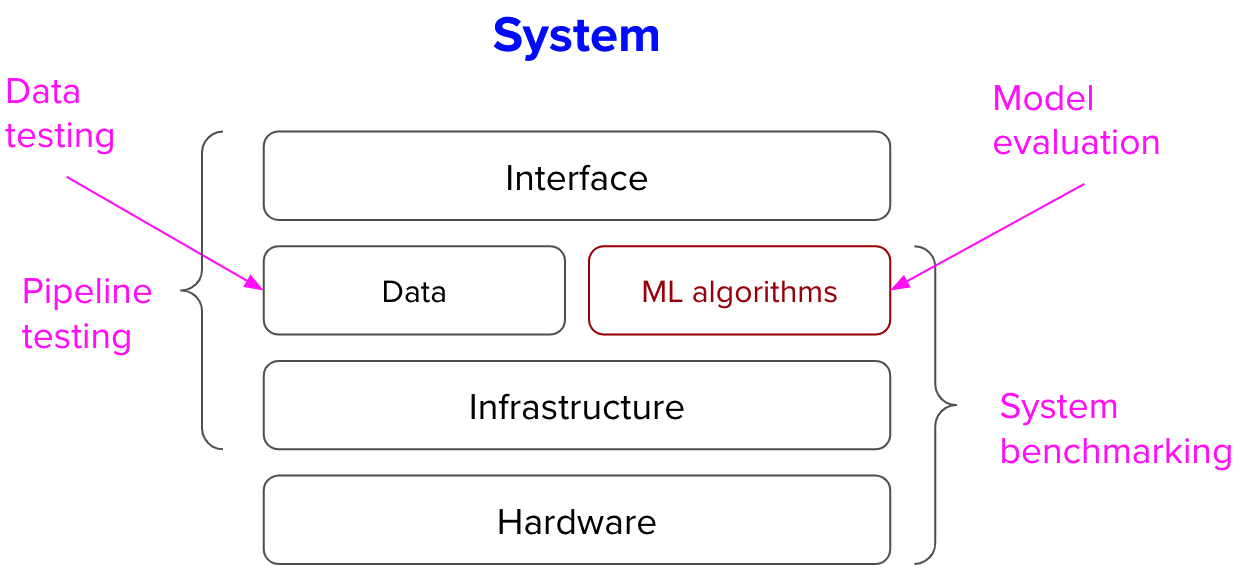 System
Data
testing
Model
evaluation
Interface
Pipeline
testing
Data
ML algorithms
Infrastructure
System
benchmarking
Hardware